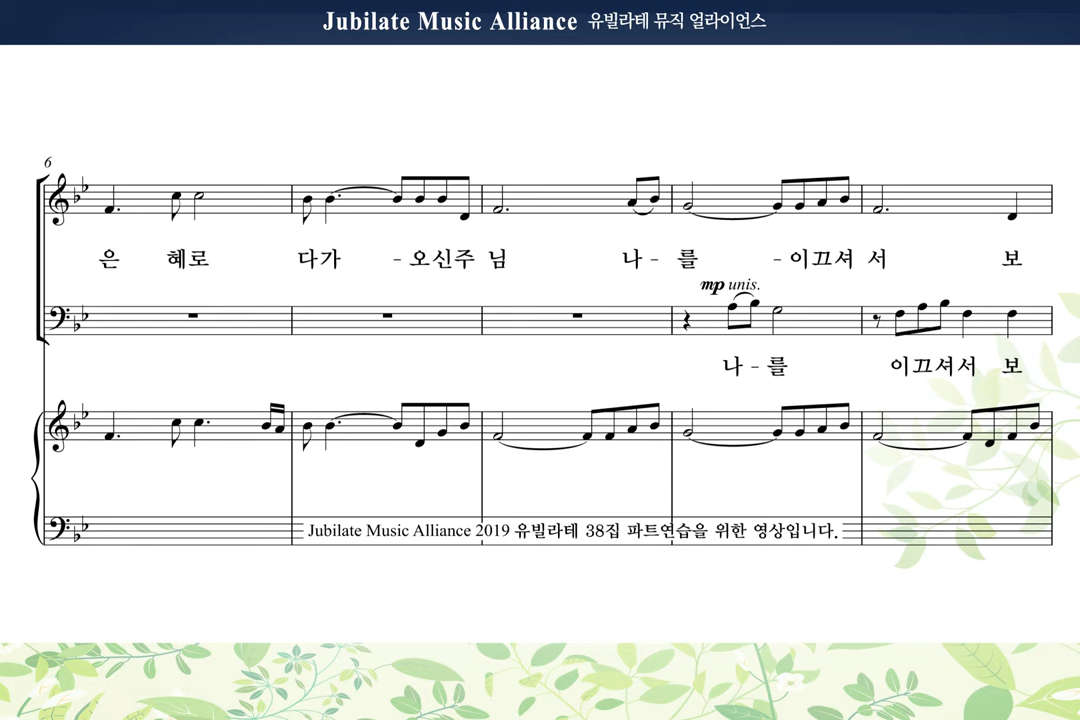 Jubilate Music Alliance 유빌라테 뮤직 얼라이언스
6
은 혜로 다가 - 오신주 님 나 - 를 - 이끄셔 서 보
mp unis.
나 - 를 이끄셔서 보
Jubilate Music Alliance 2019 유빌라테 38집 파트연습을 위한 영상입니다.